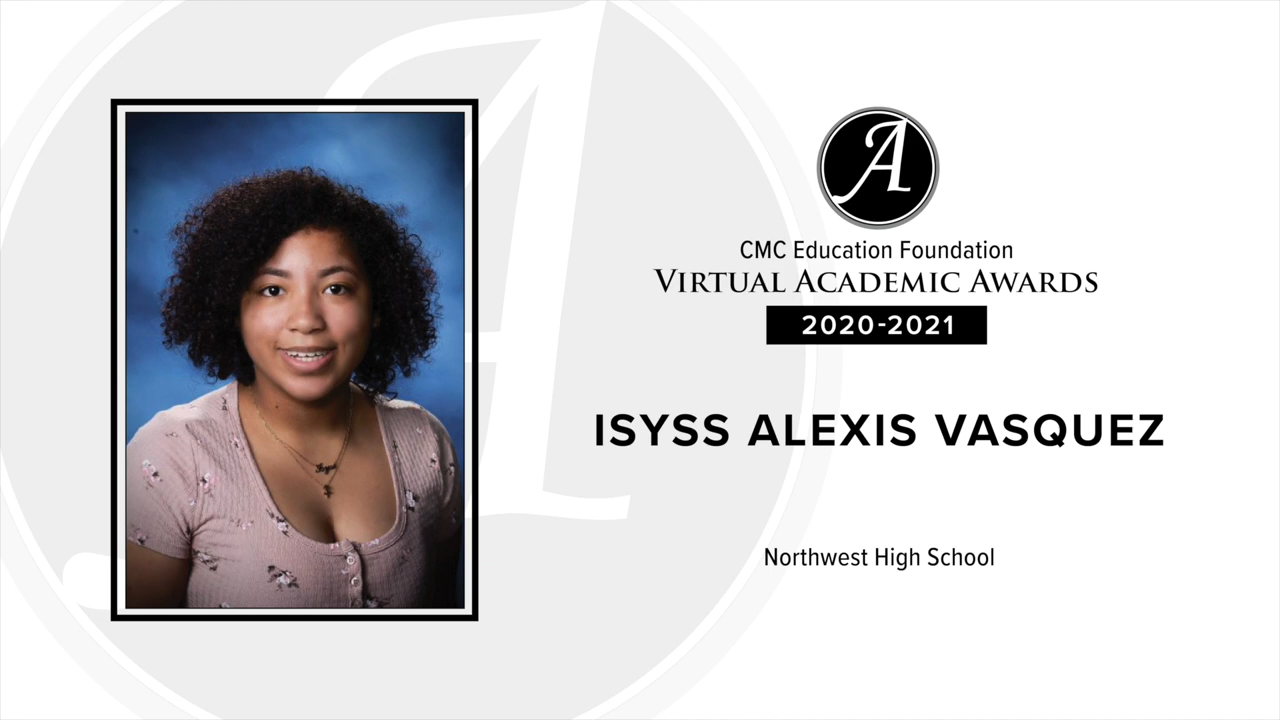 A
CMC Education Foundation
VIRTUAL ACADEMIC AWARDS
2020-2021
ISYSS ALEXIS VASQUEZ
Northwest High School